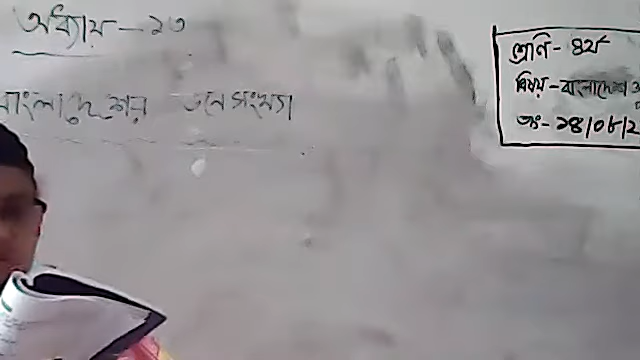 অধ্যায় - ১৩
বাংলাদেশের জনসংখ্যা
শ্রেণি - ৪র্থ
বিষয় - বাংলাদেশ
তাং - ১৪/০৮/২